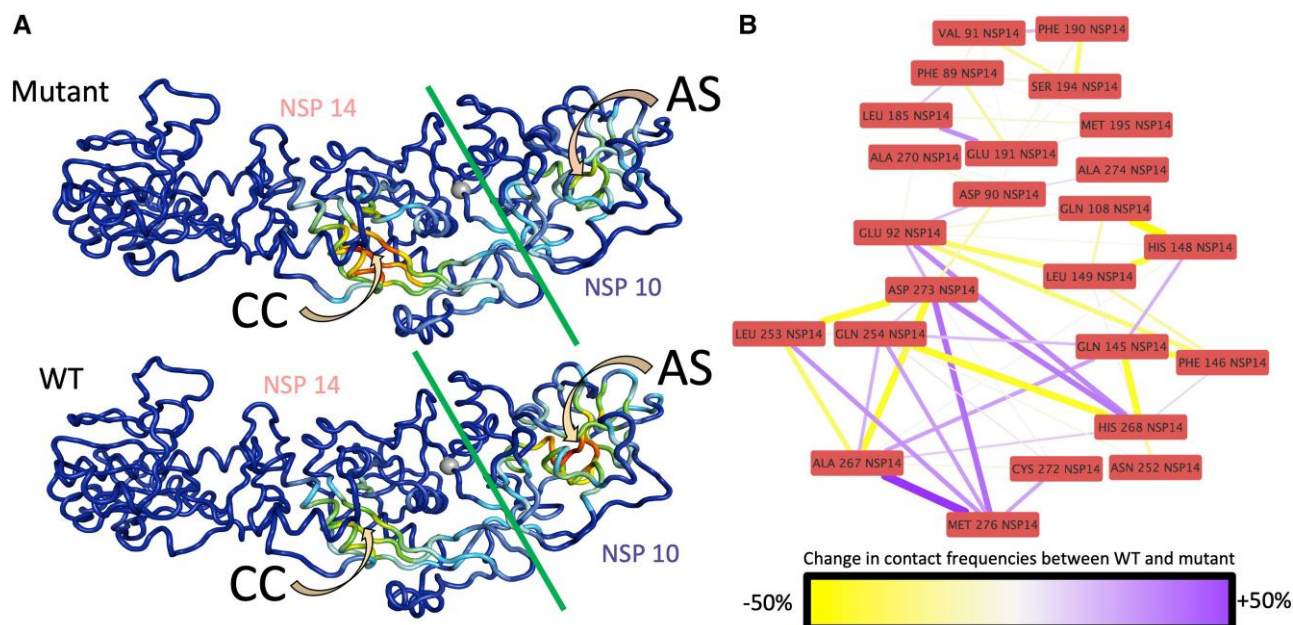 A
Mutant
NSP 14
AS
CC
NSP 10
WT
NSP 14
AS
CC
NSP 10
B
VAL 91 NSP14
PHE 190 NSP14
PHE 89 NSP14
SER 194 NSP14
LEU 185 NSP14
MET 195 NSP14
GLU 191 NSP14
ALA 270 NSP14
ALA 274 NSP14
ASP 90 NSP14
GLN 108 NSP14
GLU 92 NSP14
HIS 148 NSP14
LEU 149 NSP14
ASP 273 NSP14
LEU 253 NSP14
GLN 254 NSP14
GLN 145 NSP14
PHE 146 NSP14
HIS 268 NSP14
ALA 267 NSP14
CYS 272 NSP14
ASN 252 NSP14
MET 276 NSP14
Change in contact frequencies between WT and mutant
-50%
+50%